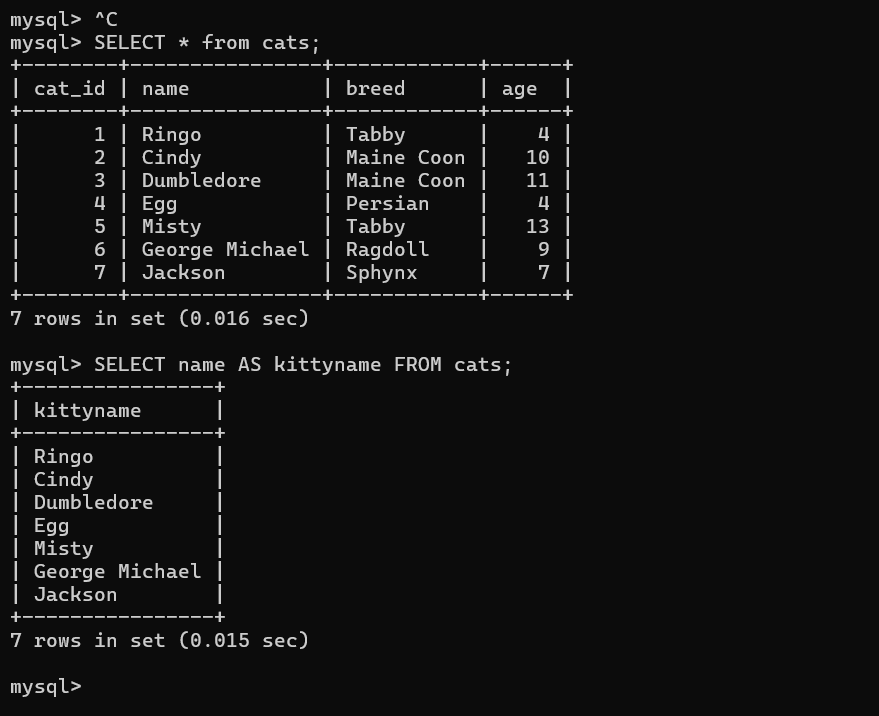 mysql> ^C
mysql> SELECT * from cats;
+--------+----------------+------------+------+
| cat_id | name           | breed      | age  |
+--------+----------------+------------+------+
|      1 | Ringo          | Tabby      |    4 |
|      2 | Cindy          | Maine Coon |   10 |
|      3 | Dumbledore     | Maine Coon |   11 |
|      4 | Egg            | Persian    |    4 |
|      5 | Misty          | Tabby      |   13 |
|      6 | George Michael | Ragdoll    |    9 |
|      7 | Jackson        | Sphynx     |    7 |
+--------+----------------+------------+------+
7 rows in set (0.016 sec)

mysql> SELECT name AS kittyname FROM cats;
+----------------+
| kittyname      |
+----------------+
| Ringo          |
| Cindy          |
| Dumbledore     |
| Egg            |
| Misty          |
| George Michael |
| Jackson        |
+----------------+
7 rows in set (0.015 sec)

mysql>